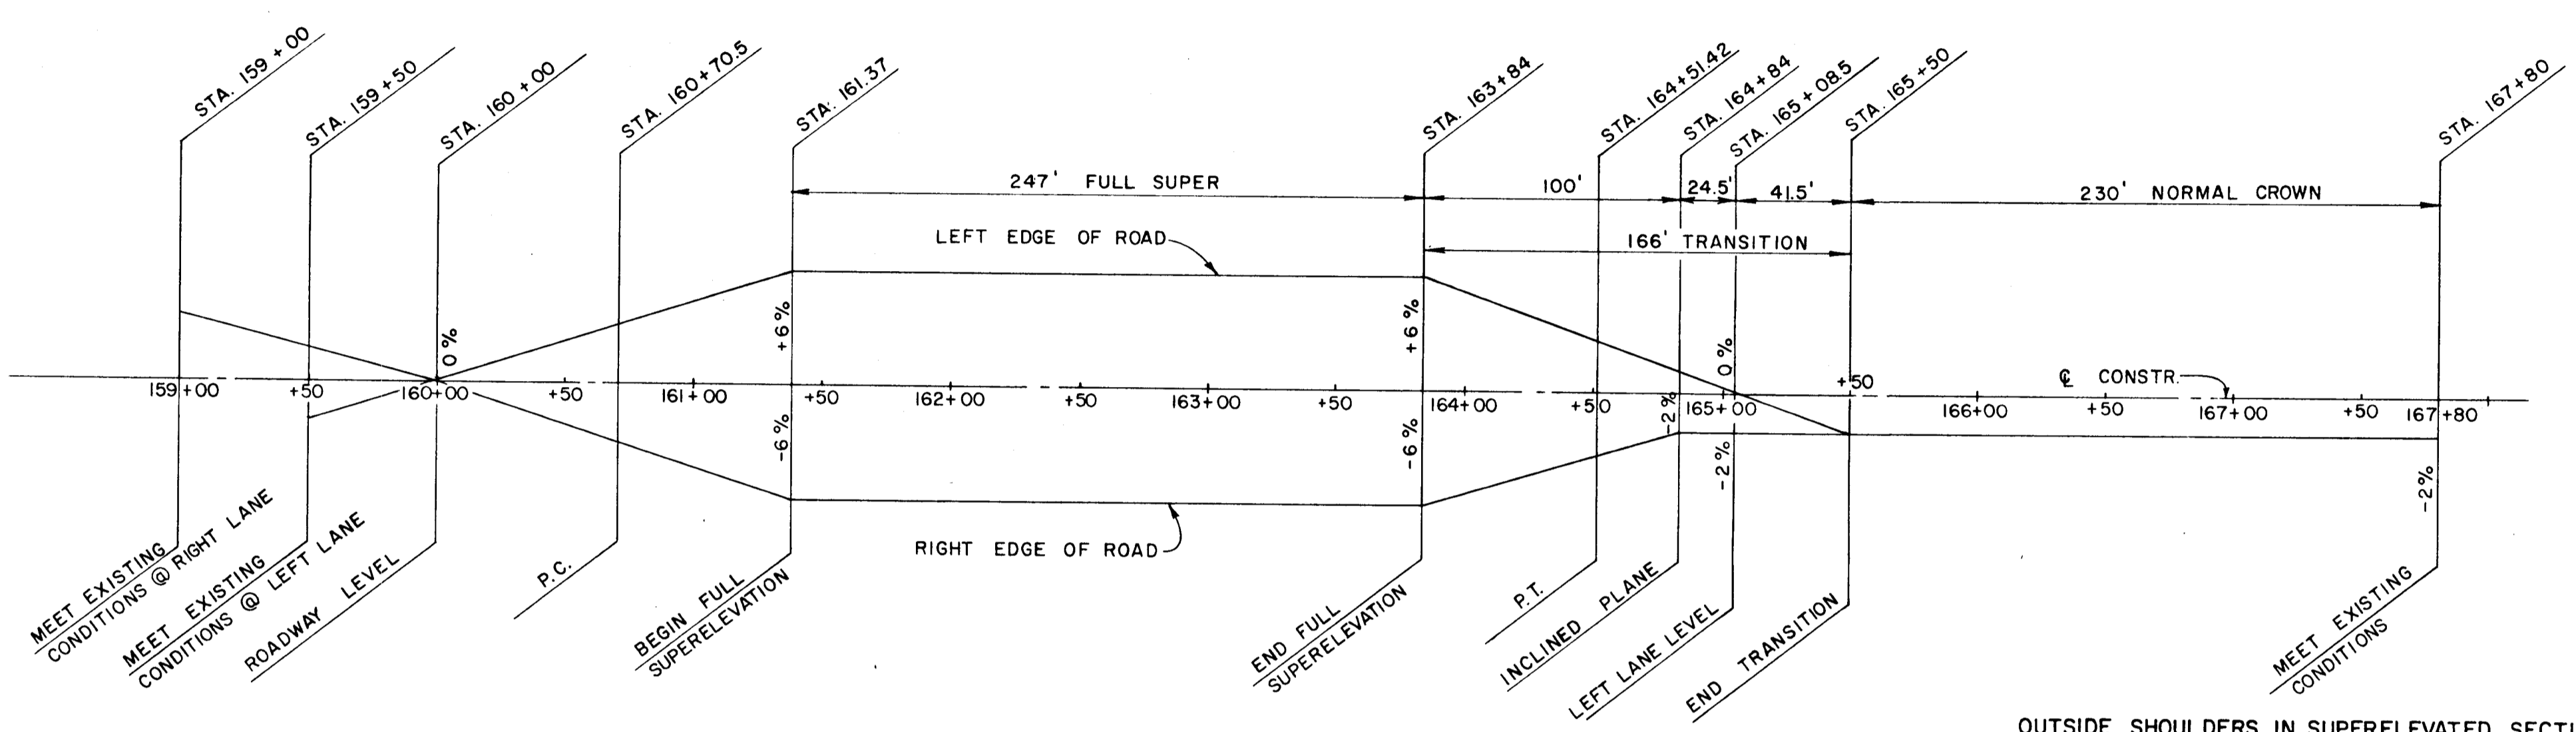 STA. 159 + 00
STA. 159 + 50
STA. 160 + 00
STA. 160 + 70.5
STA. 161.37
STA. 163 + 84
STA. 164 + 51.42
STA. 164 + 84
STA. 165 + 08.5
STA. 165 + 50
STA. 167 + 80
247' FULL SUPER
100'
24.5'
41.5'
230' NORMAL CROWN
LEFT EDGE OF ROAD
166' TRANSITION
0%
+6%
+6%
0%
℄ CONSTR.
159+00
+50
160+00
+50
161+00
+50
162+00
+50
163+00
+50
164+00
+50
165+00
+50
166+00
+50
167+00
+50
167+80
-6%
-6%
-2%
-2%
-2%
RIGHT EDGE OF ROAD
MEET EXISTING
CONDITIONS @ RIGHT LANE
MEET EXISTING
CONDITIONS @ LEFT LANE
ROADWAY LEVEL
P.C.
BEGIN FULL
SUPERELEVATION
END FULL
SUPERELEVATION
P.T.
INCLINED PLANE
LEFT LANE LEVEL
END TRANSITION
MEET EXISTING
CONDITIONS
OUTSIDE SHOULDERS IN SUPERELEVATED